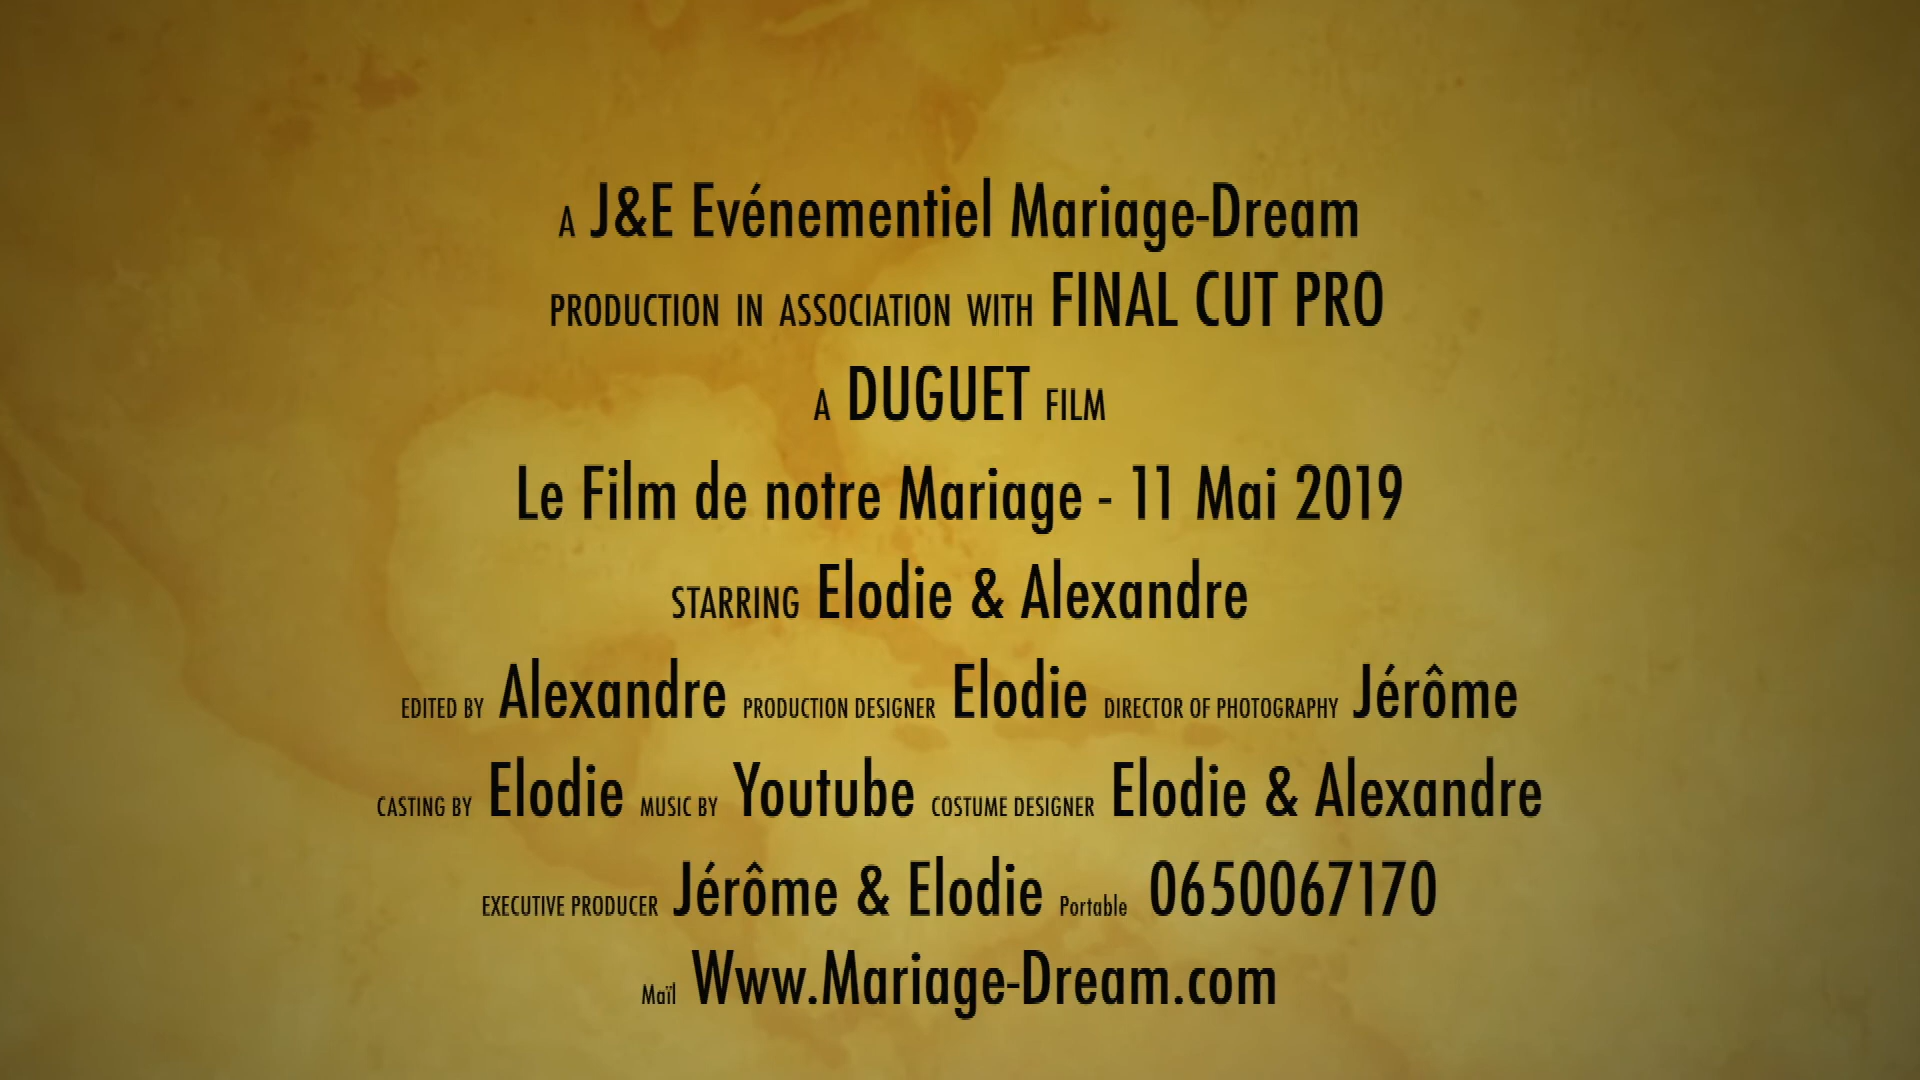 A J&E Evénementiel Mariage-Dream
PRODUCTION IN ASSOCIATION WITH FINAL CUT PRO
A DUGUET FILM
Le Film de notre Mariage - 11 Mai 2019
STARRING Elodie & Alexandre
EDITED BY Alexandre PRODUCTION DESIGNER Elodie DIRECTOR OF PHOTOGRAPHY Jérôme
CASTING BY Elodie MUSIC BY Youtube COSTUME DESIGNER Elodie & Alexandre
EXECUTIVE PRODUCER Jérôme & Elodie Portable 0650067170
Maïl Www.Mariage-Dream.com